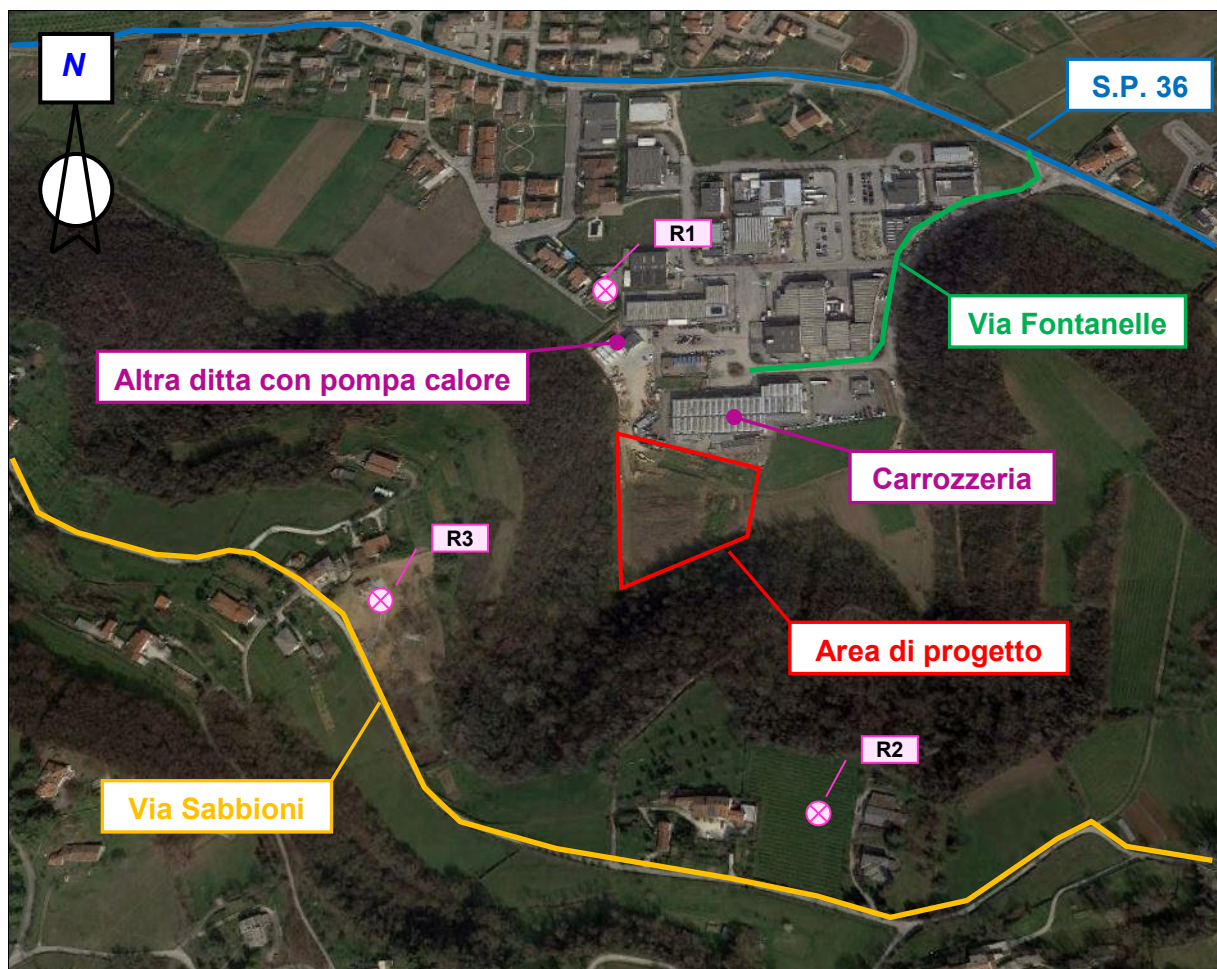 N
S.P. 36
R1
Via Fontanelle
Altra ditta con pompa calore
Carrozzeria
R3
Area di progetto
R2
Via Sabbioni